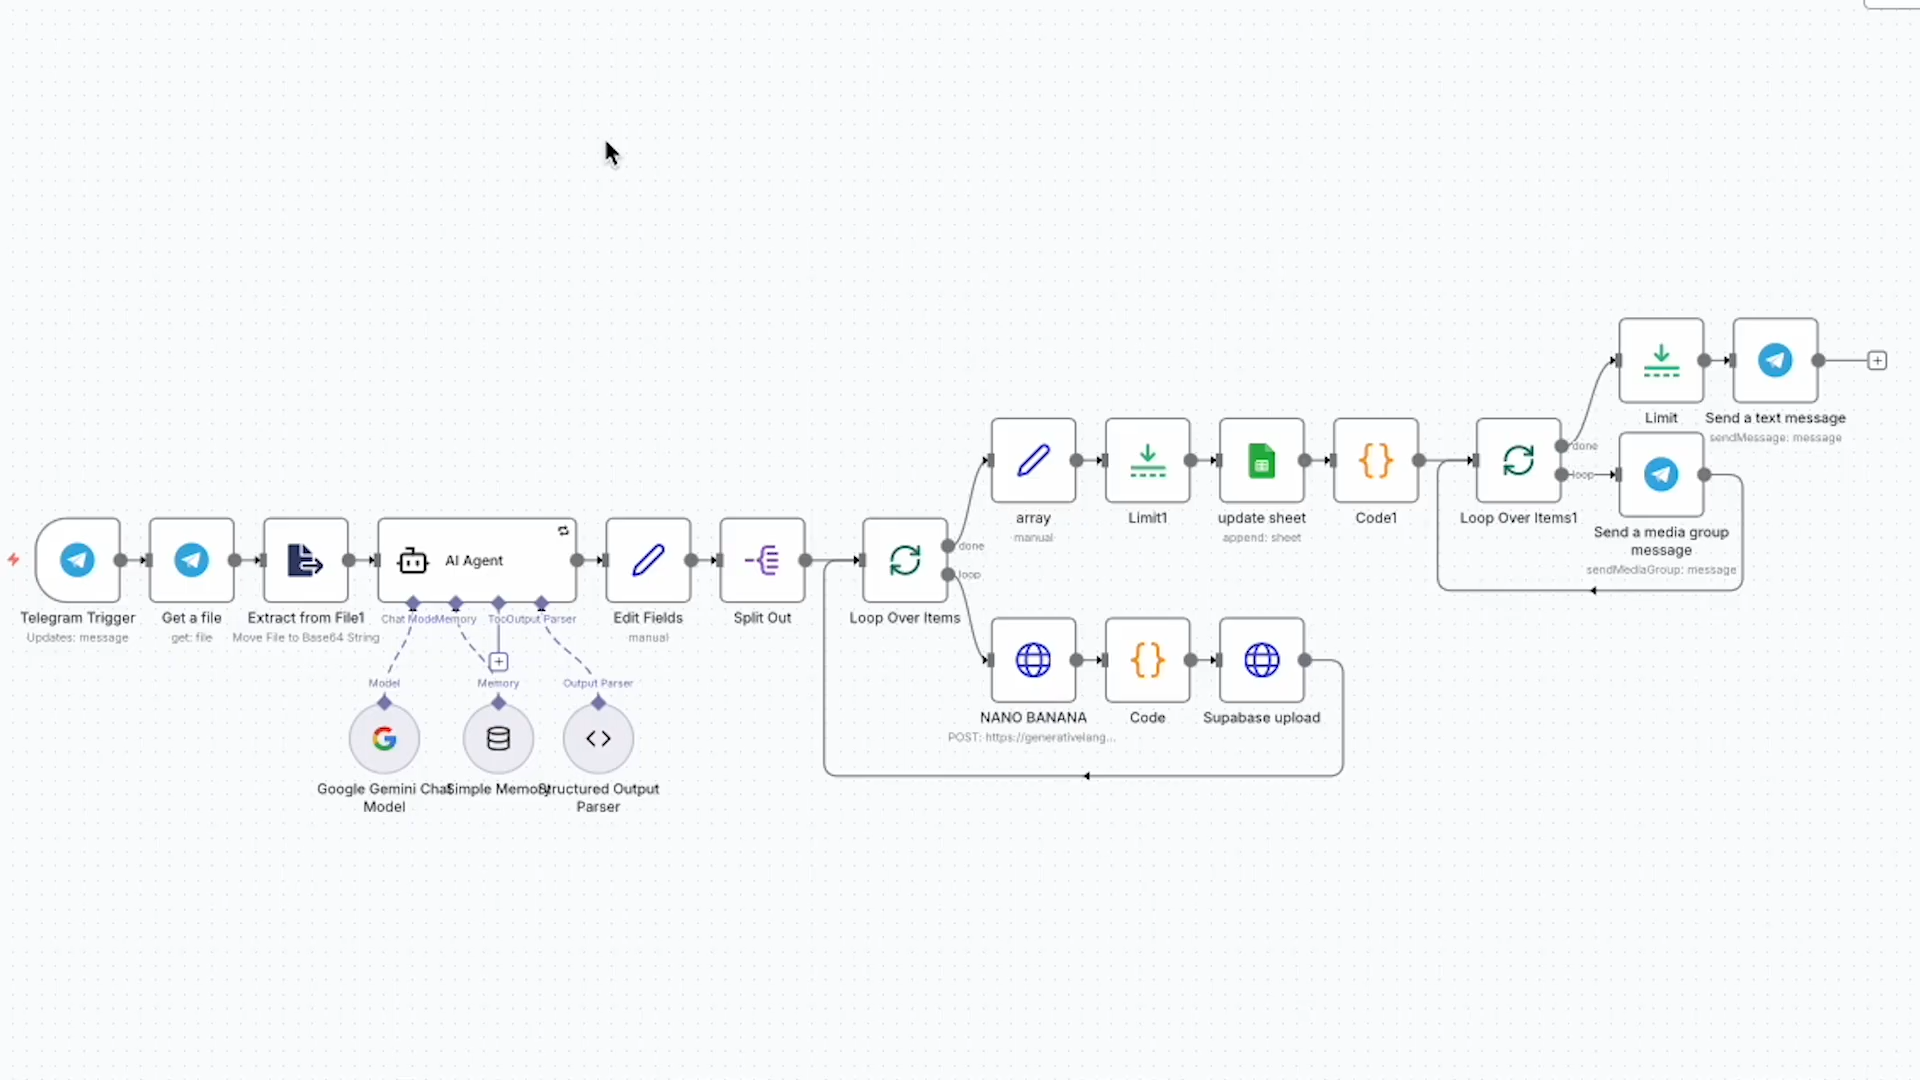 Limit
Send a text message
sendMessage: message
done
loop
array
manual
Limit1
update sheet
append: sheet
Code1
Loop Over Items1
Send a media group
message
sendMediaGroup: message
AI Agent
done
loop
Telegram Trigger
Updates: message
Get a file
get: file
Extract from File1
Move File to Base64 String
Memory
Output Parser
Edit Fields
manual
Split Out
Loop Over Items
Model
Memory
Output Parser
NANO BANANA
POST: https://generativelang...
Code
Supabase upload
Google Gemini Chat
Model
Simple Memory
Structured Output
Parser